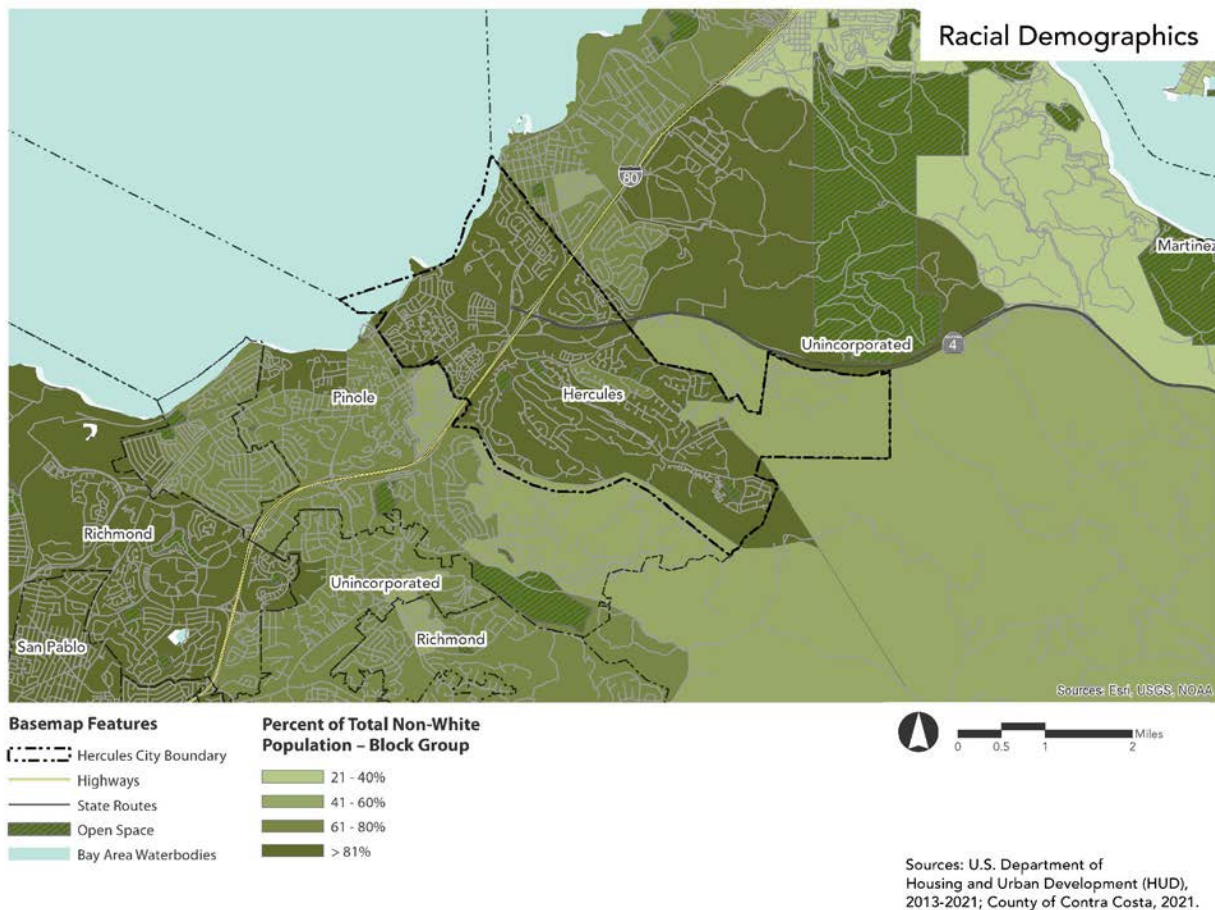 Racial Demographics
80
Martinez
4
Unincorporated
Pinole
Hercules
Richmond
Unincorporated
Richmond
San Pablo
Sources: Esri, USGS, NOAA
Basemap Features
Hercules City Boundary
Highways
State Routes
Open Space
Bay Area Waterbodies
Percent of Total Non-White
Population – Block Group
21 - 40%
41 - 60%
61 - 80%
> 81%
0 0.5 1 2 Miles
Sources: U.S. Department of
Housing and Urban Development (HUD),
2013-2021; County of Contra Costa, 2021.